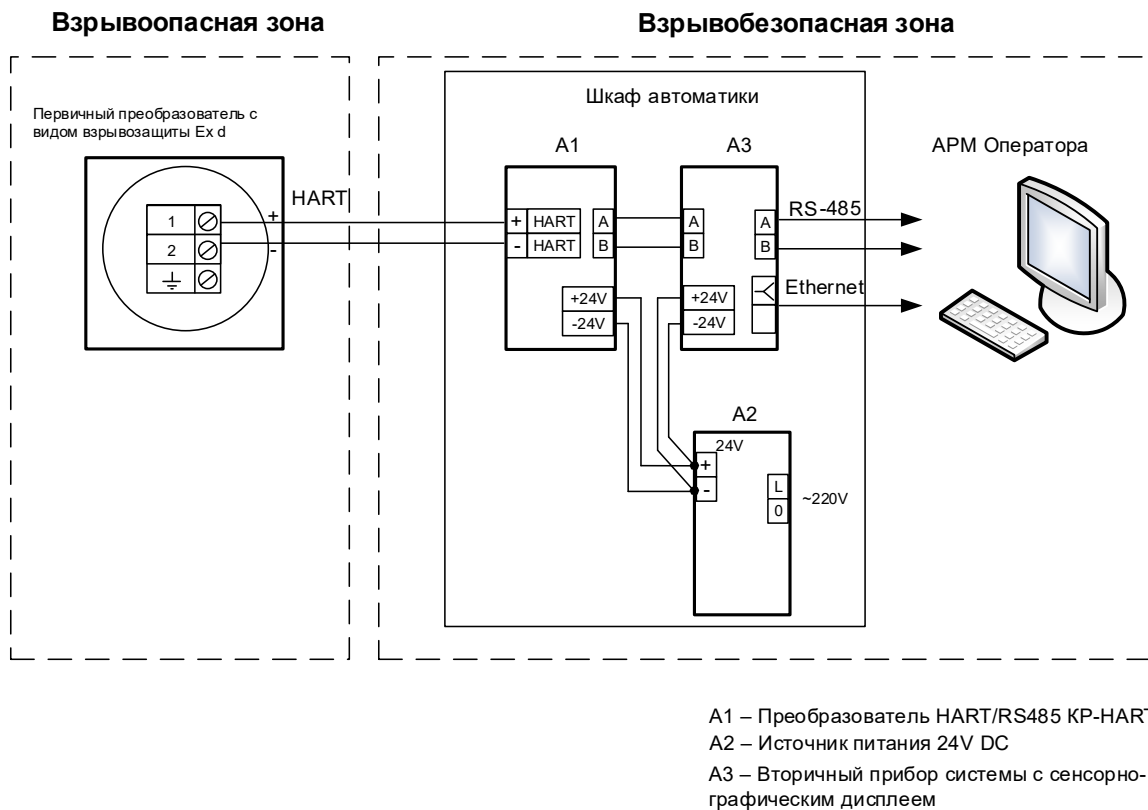 Взрывоопасная зона
Взрывобезопасная зона
Шкаф автоматики
Первичный преобразователь с
видом взрывозащиты Ex d
A1
A3
АРМ Оператора
HART
RS-485
1
+
+ HART
A
A
A
2
-
- HART
B
B
B
Ethernet
+24V
+24V
-24V
-24V
A2
24V
+
-
L
0
~220V
A1 – Преобразователь HART/RS485 КР-HART
A2 – Источник питания 24V DC
A3 – Вторичный прибор системы с сенсорно-
графическим дисплеем